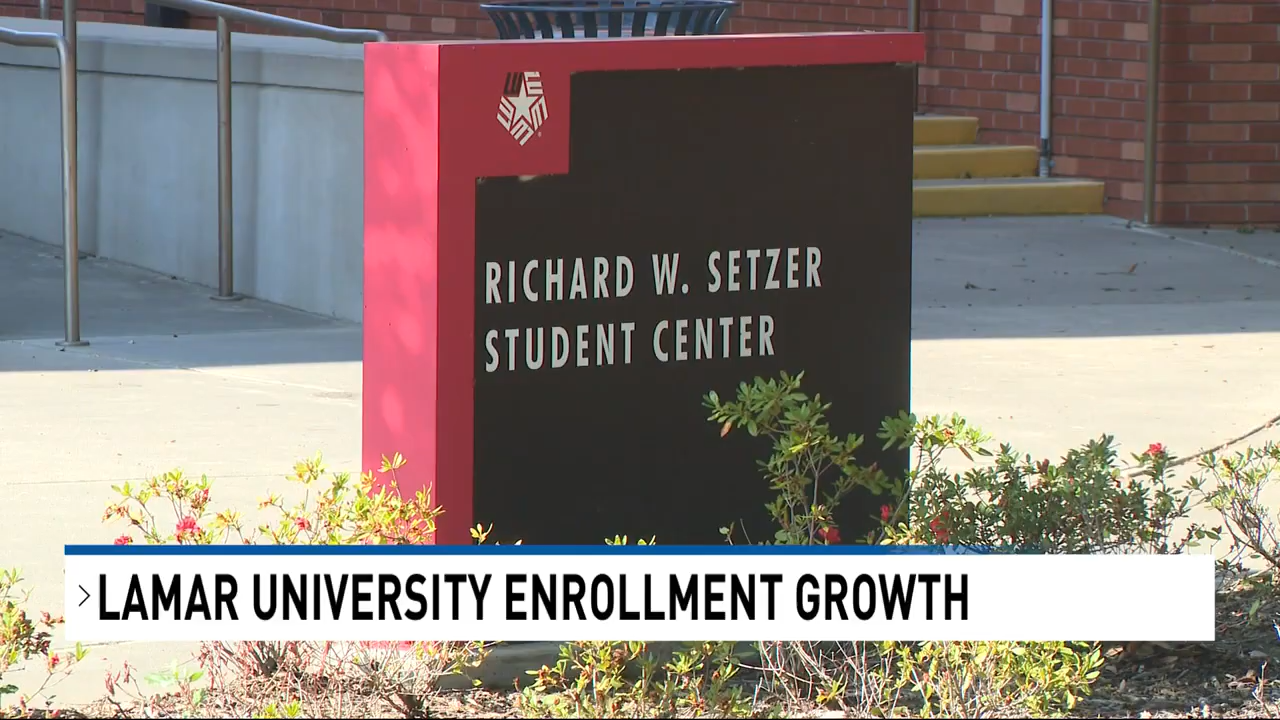 RICHARD W. SETZER
STUDENT CENTER
LAMAR UNIVERSITY ENROLLMENT GROWTH